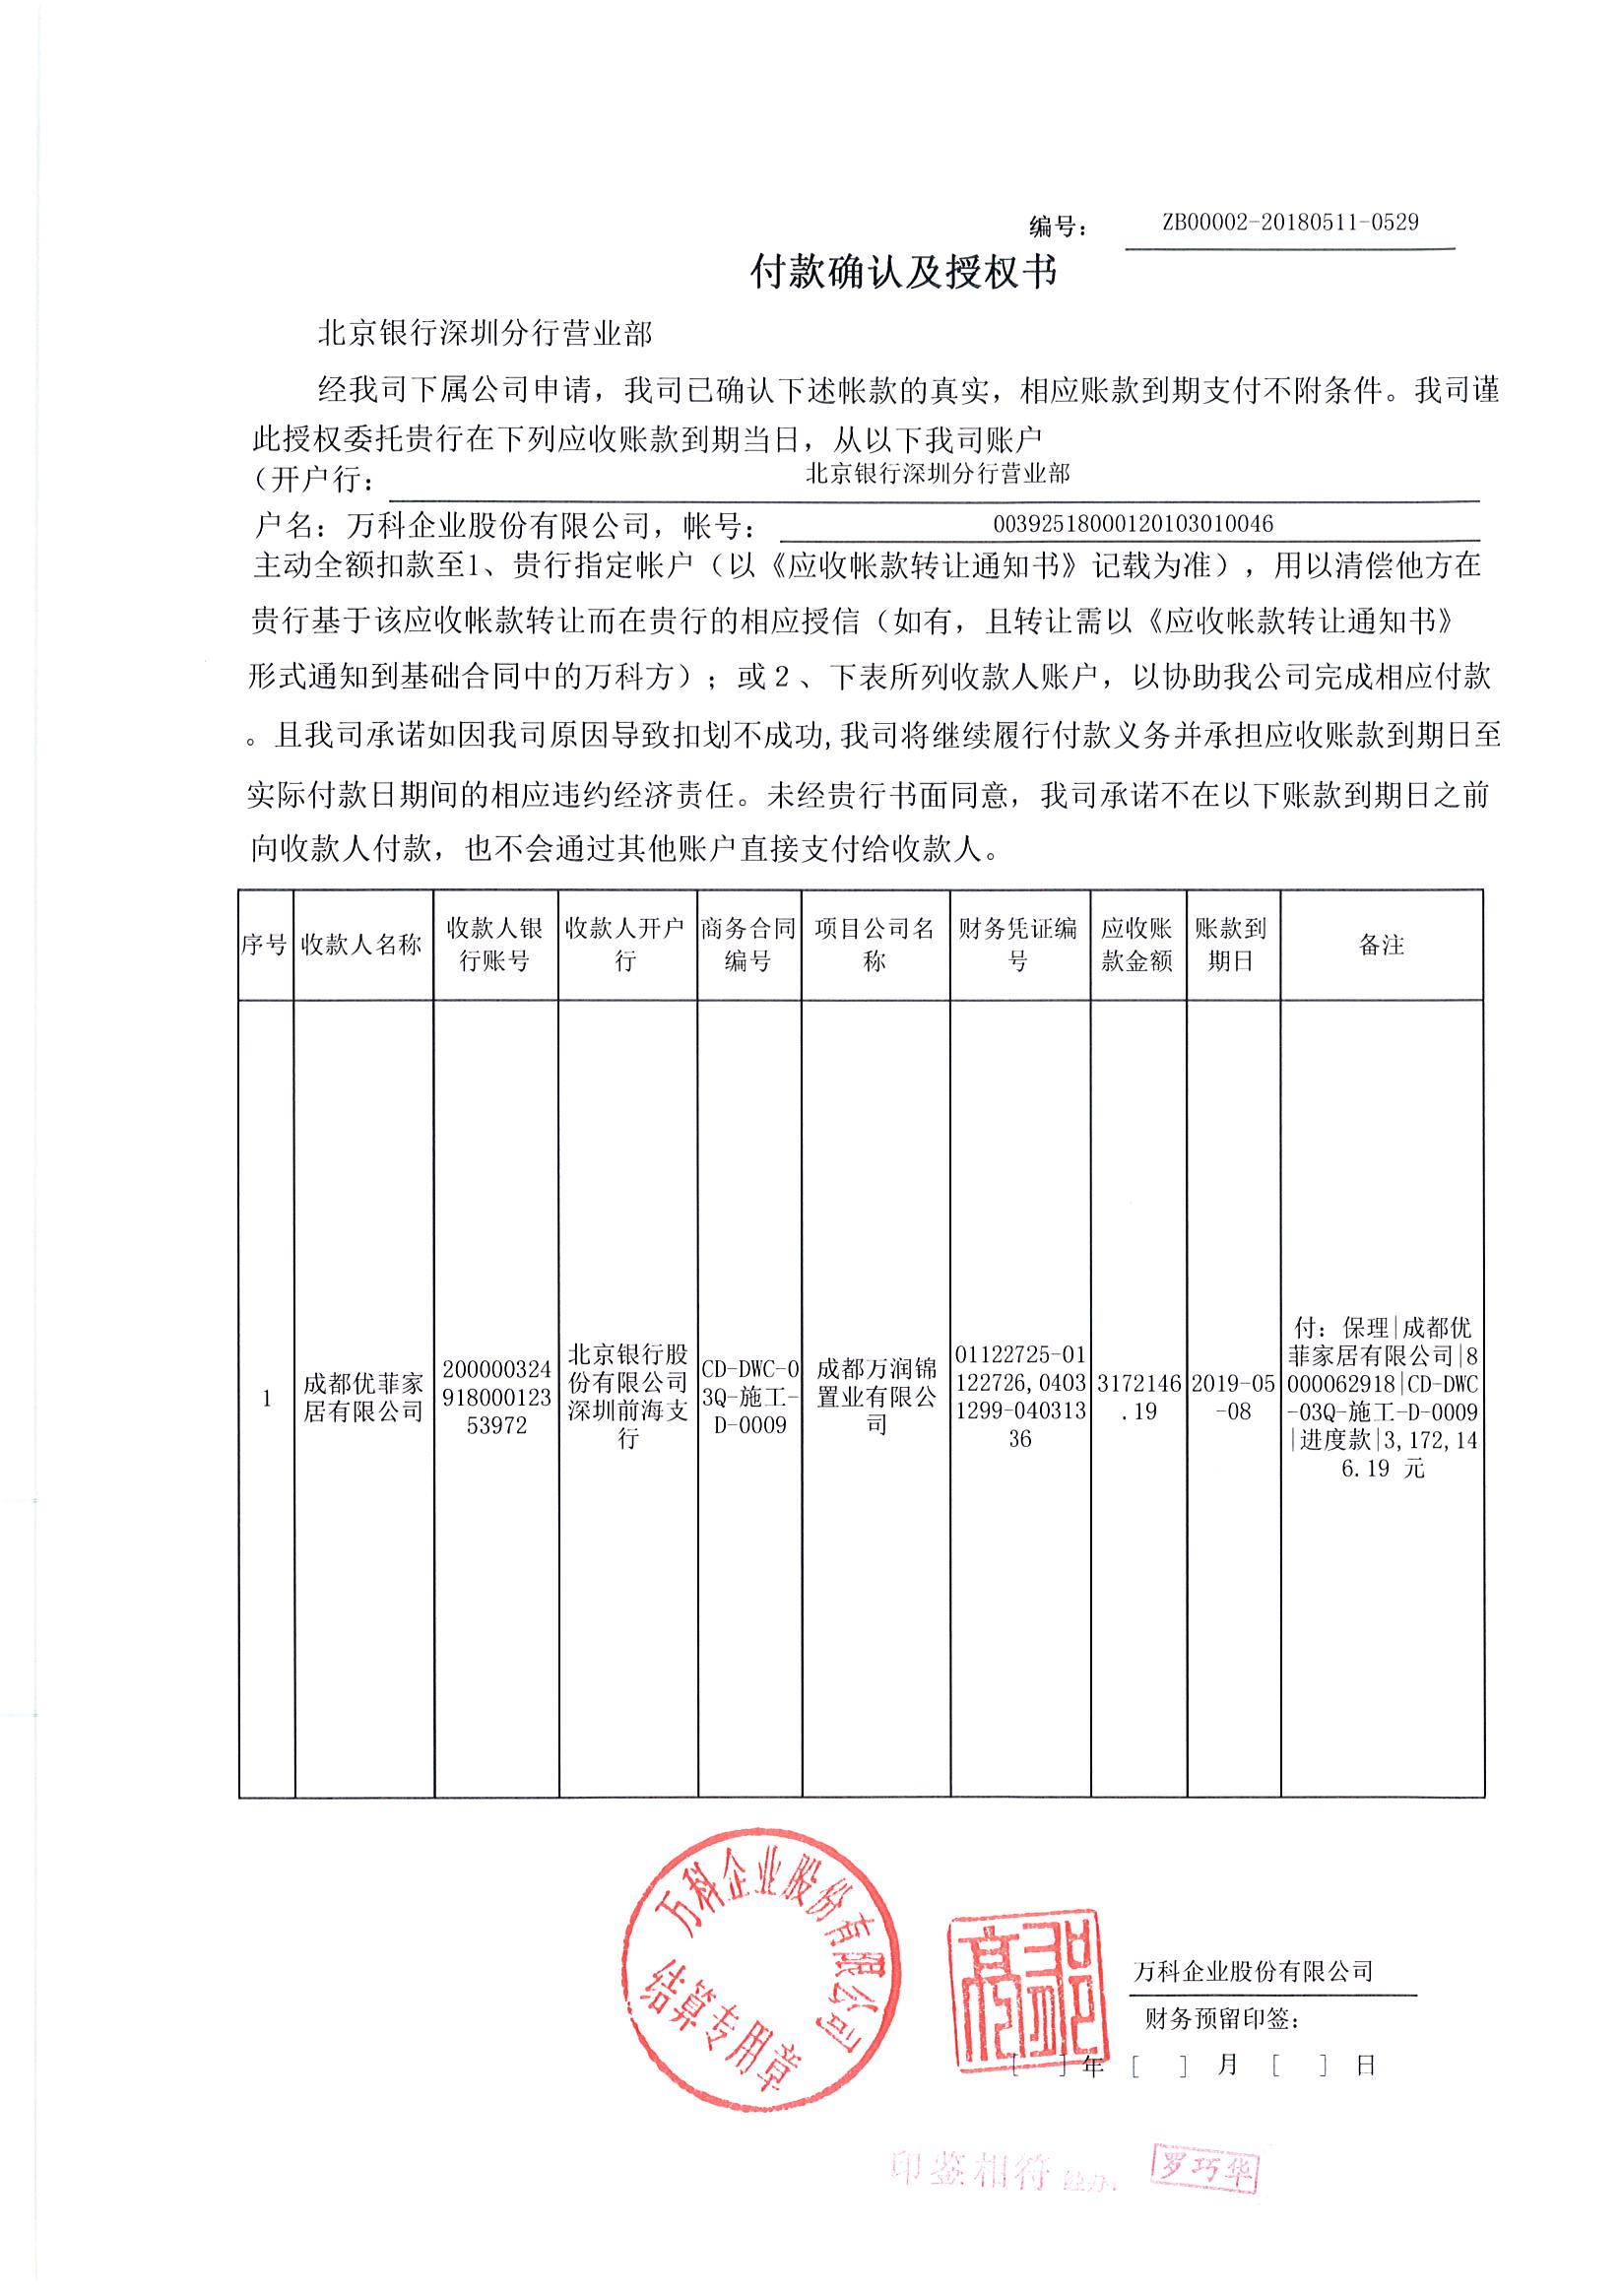 编号： ZB00002-20180511-0529
付款确认及授权书
北京银行深圳分行营业部
经我司下属公司申请，我司已确认下述帐款的真实，相应账款到期支付不附条件。我司谨
此授权委托贵行在下列应收账款到期当日，从以下我司账户
（开户行： 北京银行深圳分行营业部
户名：万科企业股份有限公司，帐号： 00392518000120103010046
主动全额扣款至1、贵行指定帐户（以《应收帐款转让通知书》记载为准），用以清偿他方在
贵行基于该应收帐款转让而在贵行的相应授信（如有，且转让需以《应收帐款转让通知书》
形式通知到基础合同中的万科方）；或 2 、下表所列收款人账户，以协助我公司完成相应付款
。且我司承诺如因我司原因导致扣划不成功,我司将继续履行付款义务并承担应收账款到期日至
实际付款日期间的相应违约经济责任。未经贵行书面同意，我司承诺不在以下账款到期日之前
向收款人付款，也不会通过其他账户直接支付给收款人。
序号
收款人名称
收款人银
行账号
收款人开户
行
商务合同
编号
项目公司名
称
财务凭证编
号
应收账
款金额
账款到
期日
备注
1
成都优菲家
居有限公司
200000324
918000123
53972
北京银行股
份有限公司
深圳前海支
行
CD-DWC-0
3Q-施工-
D-0009
成都万润锦
置业有限公
司
01122725-01
122726,0403
1299-040313
36
3172146
.19
2019-05
-08
付：保理|成都优
菲家居有限公司|8
000062918|CD-DWC
-03Q-施工-D-0009
|进度款|3,172,14
6.19 元
万科企业股份有限公司
结算专用章
万科企业股份有限公司
财务预留印签：
[ ]年 [ ] 月 [ ] 日
印鉴相符 经办：
罗巧华